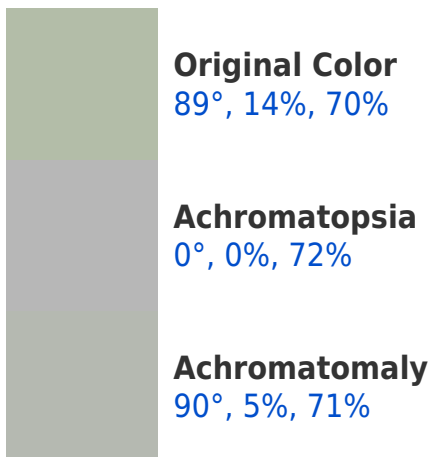 Original Color
89°, 14%, 70%
Achromatopsia
0°, 0%, 72%
Achromatomaly
90°, 5%, 71%